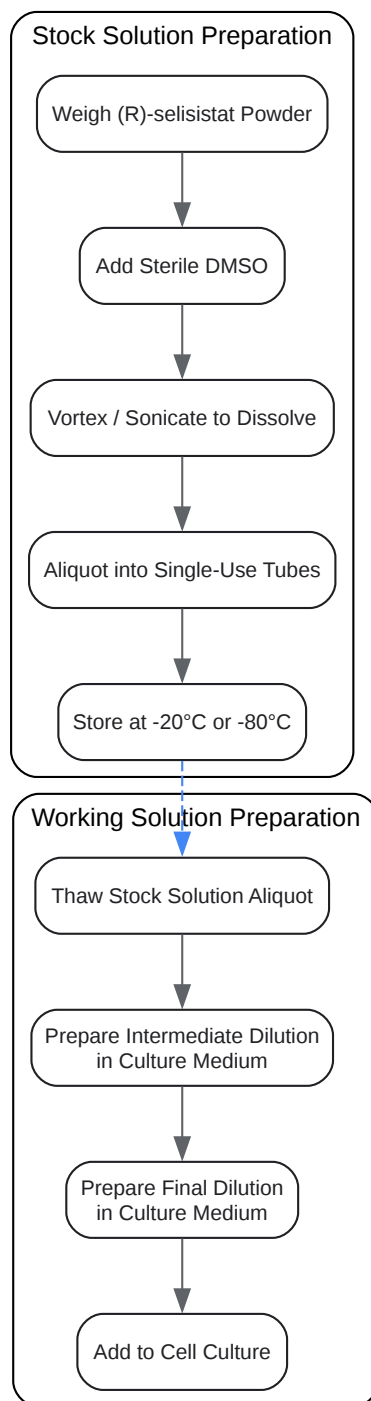 Stock Solution Preparation
Weigh (R)-selisistat Powder
Add Sterile DMSO
Vortex / Sonicate to Dissolve
Aliquot into Single-Use Tubes
Store at -20°C or -80°C
Working Solution Preparation
Thaw Stock Solution Aliquot
Prepare Intermediate Dilution
in Culture Medium
Prepare Final Dilution
in Culture Medium
Add to Cell Culture